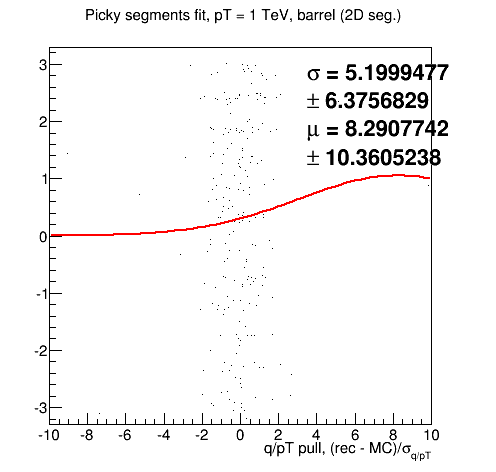 Picky segments fit, pT = 1 TeV, barrel (2D seg.)
σ = 5.1999477
± 6.3756829
μ = 8.2907742
± 10.3605238
3
2
1
0
-1
-2
-3
-10 -8 -6 -4 -2 0 2 4 6 8 10
q/pT pull, (rec - MC)/σq/pT